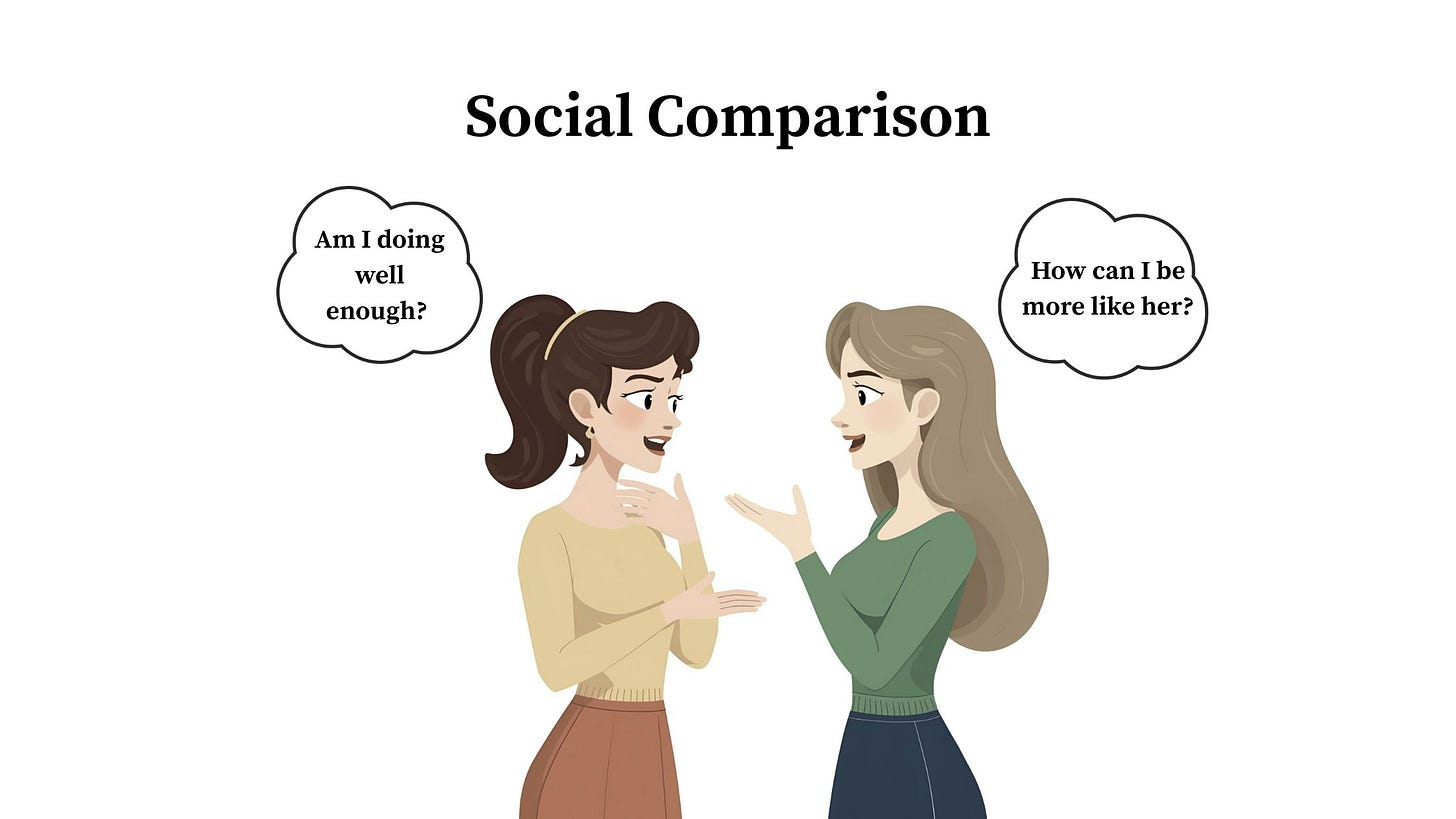 Social Comparison
Am I doing
well
enough?
How can I be
more like her?